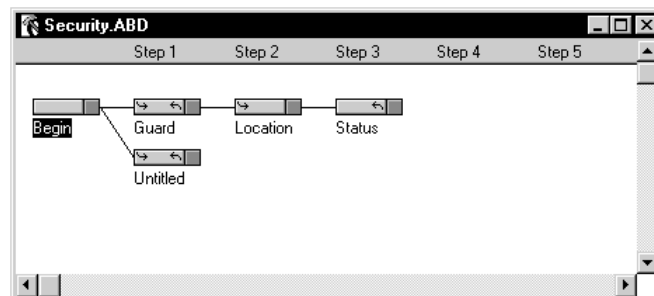 Security.ABD
Step 1 Step 2 Step 3 Step 4 Step 5
Begin Guard Location Status
Untitled